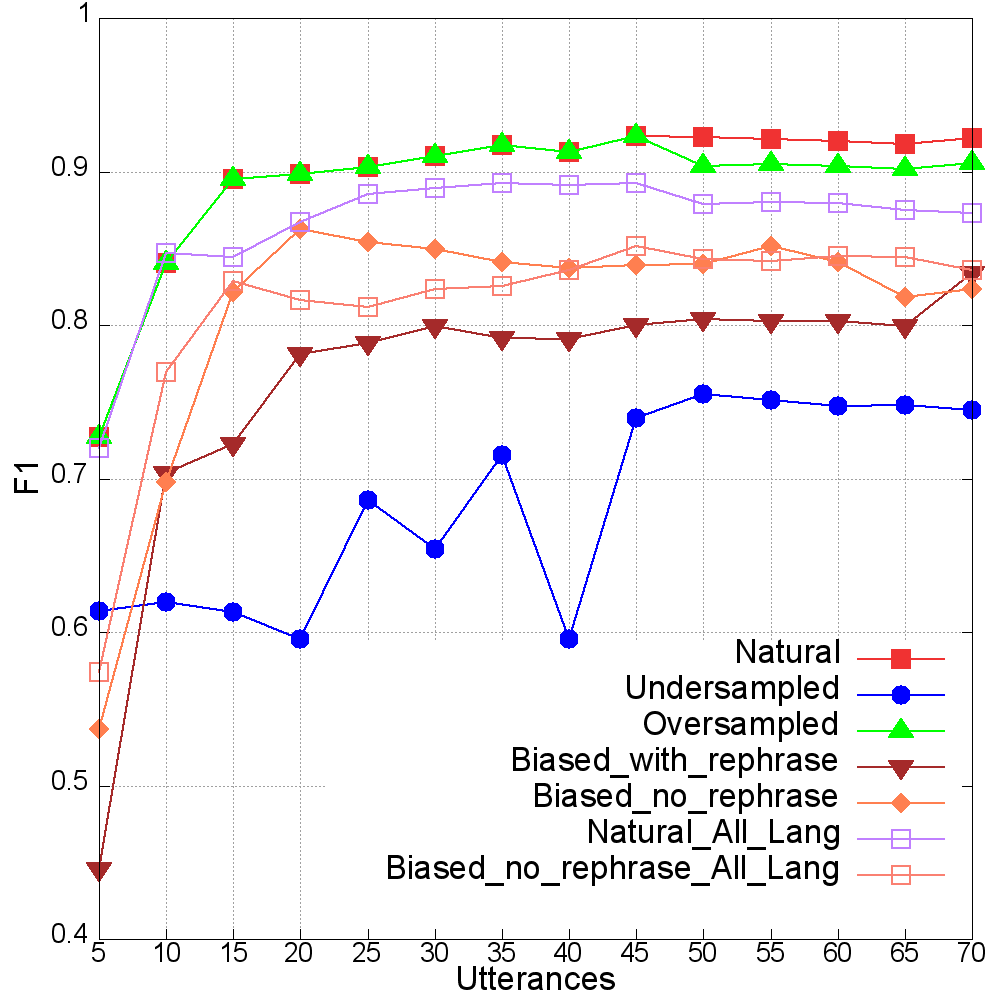 1
0.9
0.8
0.7
0.6
0.5
0.4
F1
Natural
Undersampled
Oversampled
Biased_with_rephrase
Biased_no_rephrase
Natural_All_Lang
Biased_no_rephrase_All_Lang
5 10 15 20 25 30 35 40 45 50 55 60 65 70
Utterances